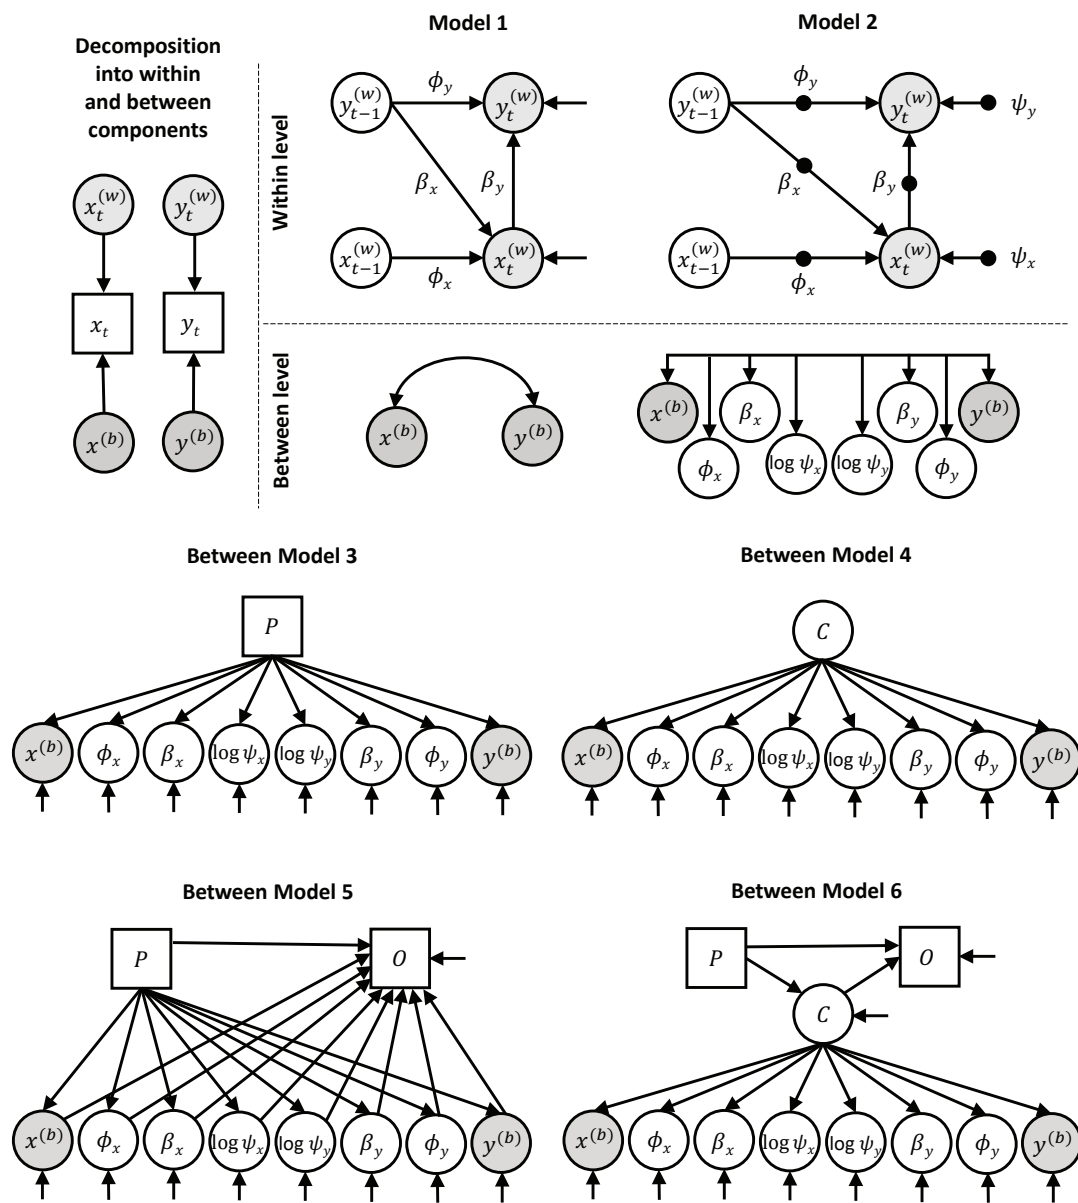 Model 1
Model 2
Decomposition
into within
and between
components
Within level
Between level
x_t^{(w)}
y_t^{(w)}
x_t
y_t
x^{(b)}
y^{(b)}
y_{t-1}^{(w)}
ϕ_y
y_t^{(w)}
β_x
β_y
x_{t-1}^{(w)}
ϕ_x
x_t^{(w)}
y_{t-1}^{(w)}
ϕ_y
y_t^{(w)}
ψ_y
β_x
β_y
x_{t-1}^{(w)}
ϕ_x
x_t^{(w)}
ψ_x
x^{(b)}
y^{(b)}
x^{(b)}
ϕ_x
β_x
log ψ_x
log ψ_y
β_y
ϕ_y
y^{(b)}
Between Model 3
P
x^{(b)} ϕ_x β_x log ψ_x log ψ_y β_y ϕ_y y^{(b)}
Between Model 4
C
x^{(b)} ϕ_x β_x log ψ_x log ψ_y β_y ϕ_y y^{(b)}
Between Model 5
P
O
x^{(b)} ϕ_x β_x log ψ_x log ψ_y β_y ϕ_y y^{(b)}
Between Model 6
P
O
C
x^{(b)} ϕ_x β_x log ψ_x log ψ_y β_y ϕ_y y^{(b)}